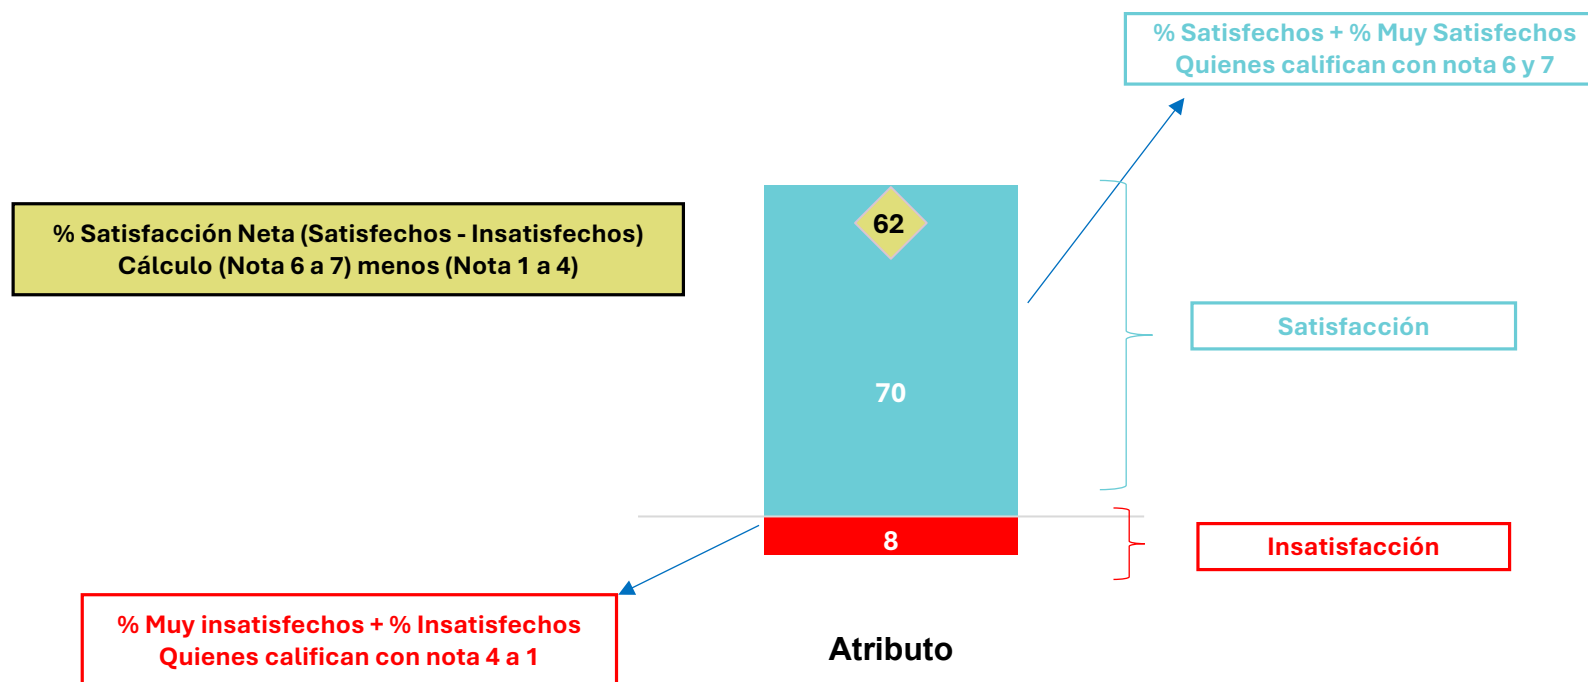 % Satisfechos + % Muy Satisfechos
Quienes califican con nota 6 y 7
% Satisfacción Neta (Satisfechos - Insatisfechos)
Cálculo (Nota 6 a 7) menos (Nota 1 a 4)
62
Satisfacción
70
8
Insatisfacción
% Muy insatisfechos + % Insatisfechos
Quienes califican con nota 4 a 1
Atributo